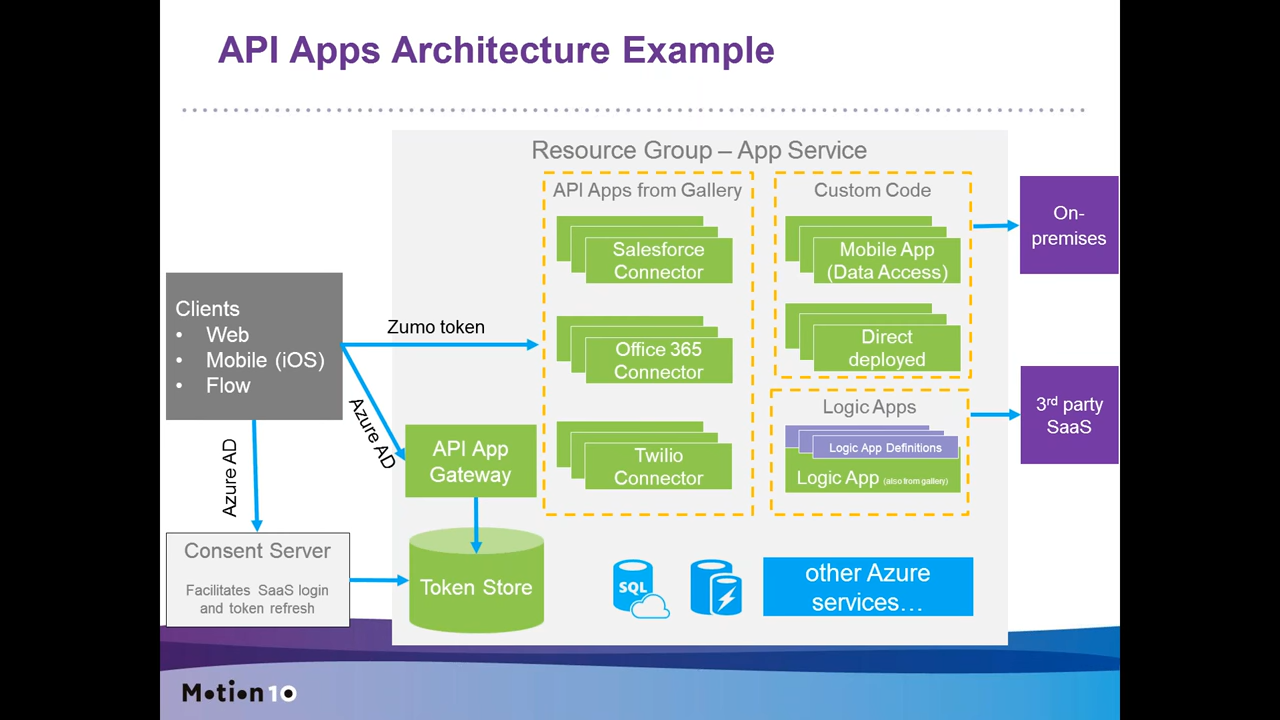 API Apps Architecture Example
Resource Group – App Service
API Apps from Gallery
Salesforce
Connector
Office 365
Connector
Twilio
Connector
Custom Code
Mobile App
(Data Access)
Direct
deployed
Logic Apps
Logic App Definitions
Logic App (also from gallery)
On-
premises
3rd party
SaaS
Clients
• Web
• Mobile (iOS)
• Flow
Zumo token
Azure AD
Azure AD
API App
Gateway
Consent Server
Facilitates SaaS login
and token refresh
Token Store
SQL
other Azure
services…
Motion10